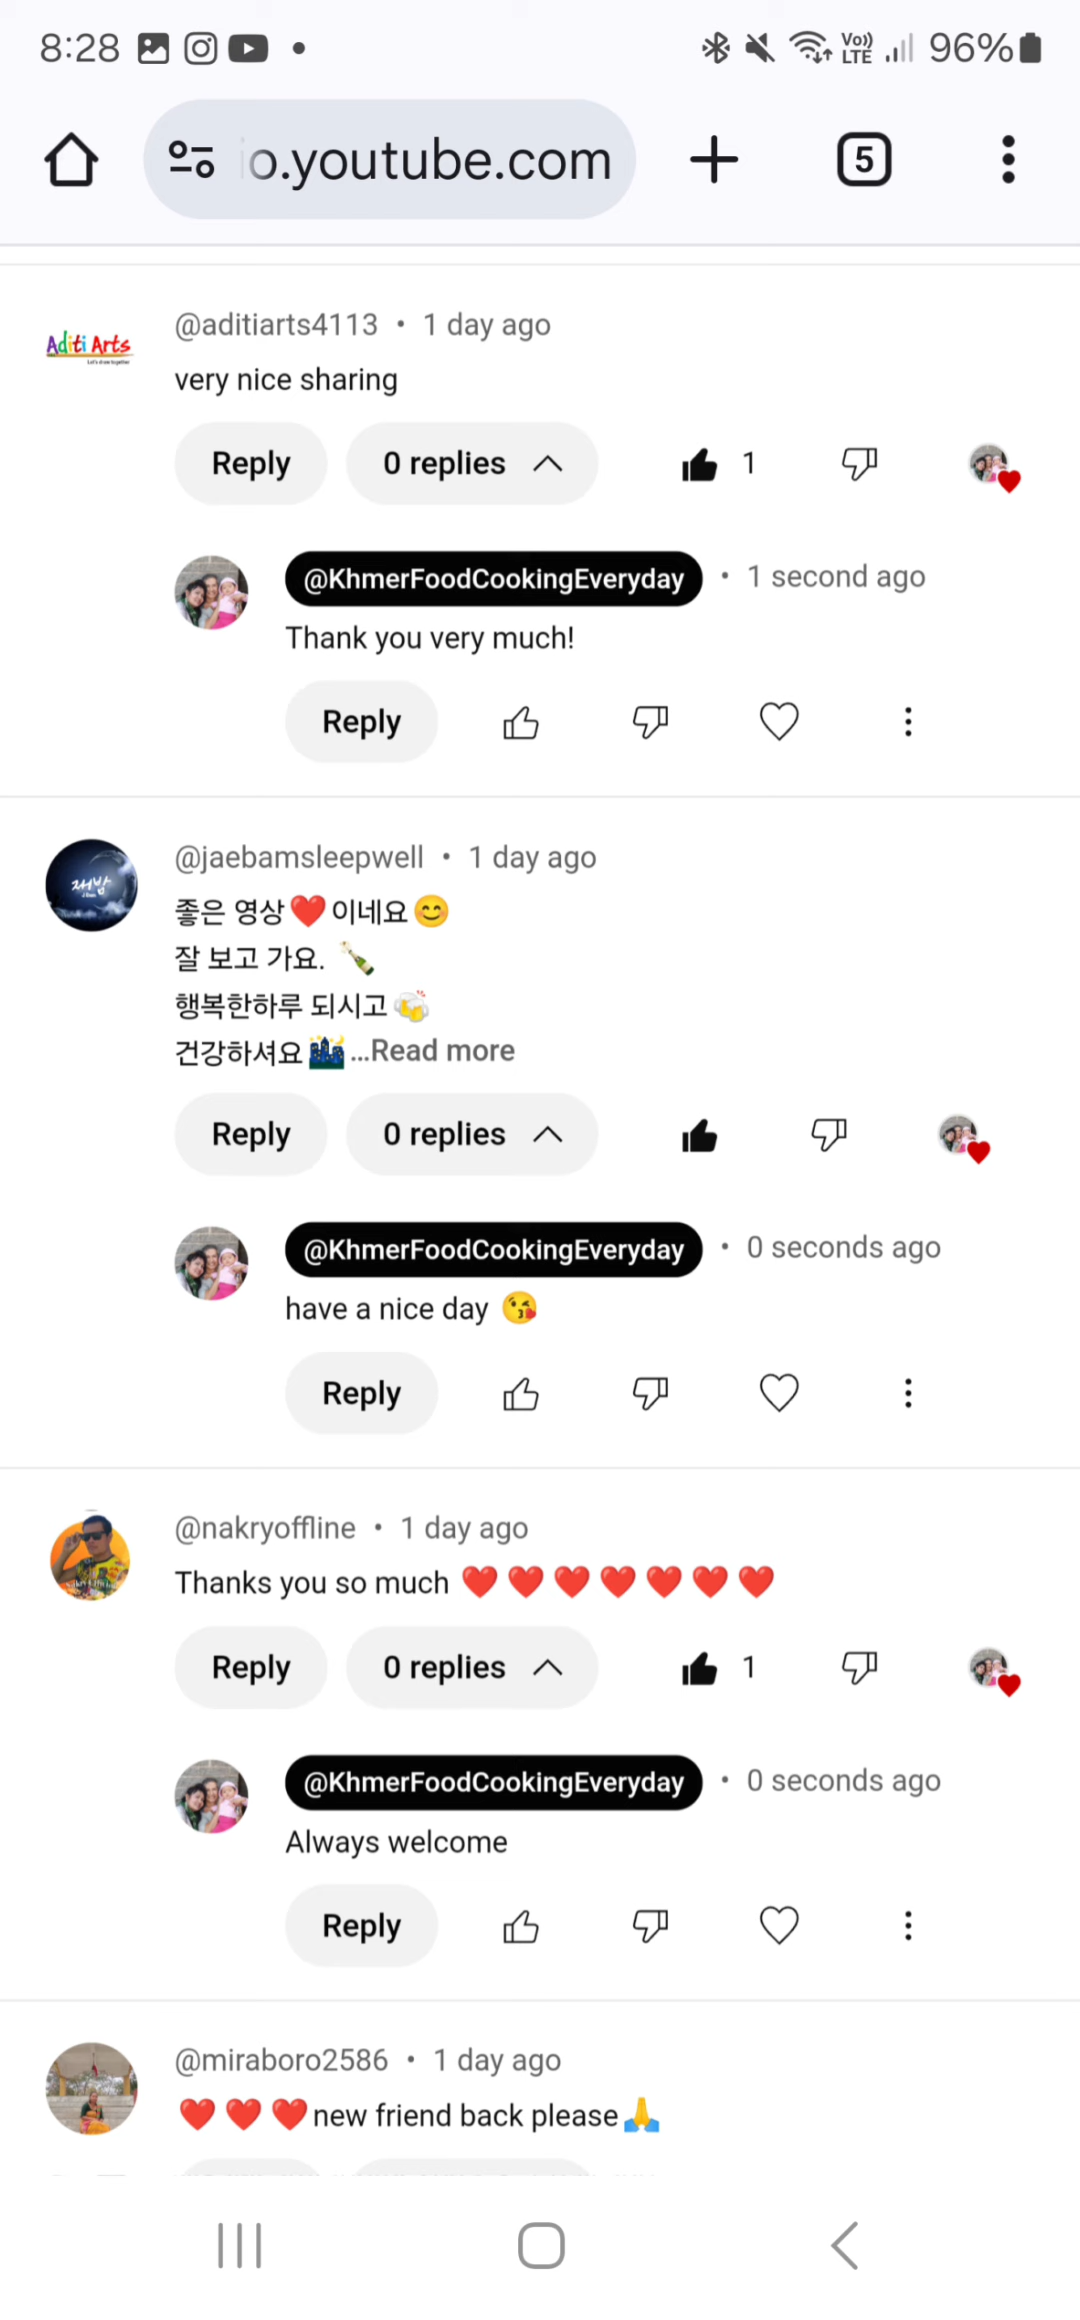 8:28
Vo))
LTE
96%
o.youtube.com
5
Aditi Arts
@aditiarts4113 • 1 day ago
very nice sharing
Reply
0 replies
1
@KhmerFoodCookingEveryday • 1 second ago
Thank you very much!
Reply
재밤
@jaebamsleepwell • 1 day ago
좋은 영상❤️이네요😊
잘 보고 가요. 🍾
행복한하루 되시고🍻
건강하셔요🌃...Read more
Reply
0 replies
@KhmerFoodCookingEveryday • 0 seconds ago
have a nice day 😘
Reply
@nakryoffline • 1 day ago
Thanks you so much ❤️❤️❤️❤️❤️❤️❤️
Reply
0 replies
1
@KhmerFoodCookingEveryday • 0 seconds ago
Always welcome
Reply
@miraboro2586 • 1 day ago
❤️❤️❤️new friend back please🙏